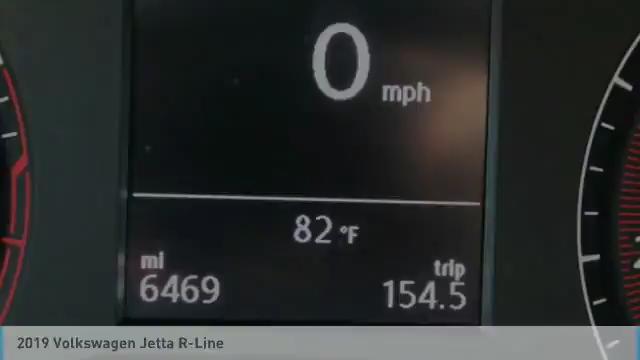 0 mph
82 °F
mi trip
6469 154.5
2019 Volkswagen Jetta R-Line